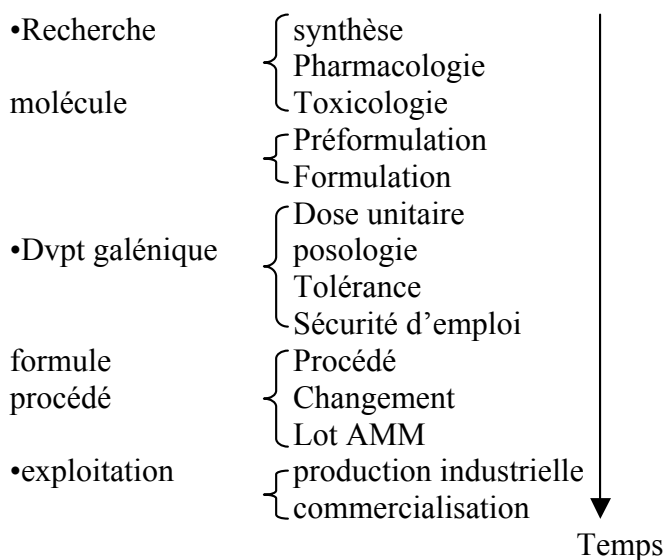 •Recherche synthèse
Pharmacologie
molécule Toxicologie
Préformulation
Formulation
Dose unitaire
•Dvpt galénique posologie
Tolérance
Sécurité d’emploi
formule Procédé
procédé Changement
Lot AMM
•exploitation production industrielle
commercialisation
Temps